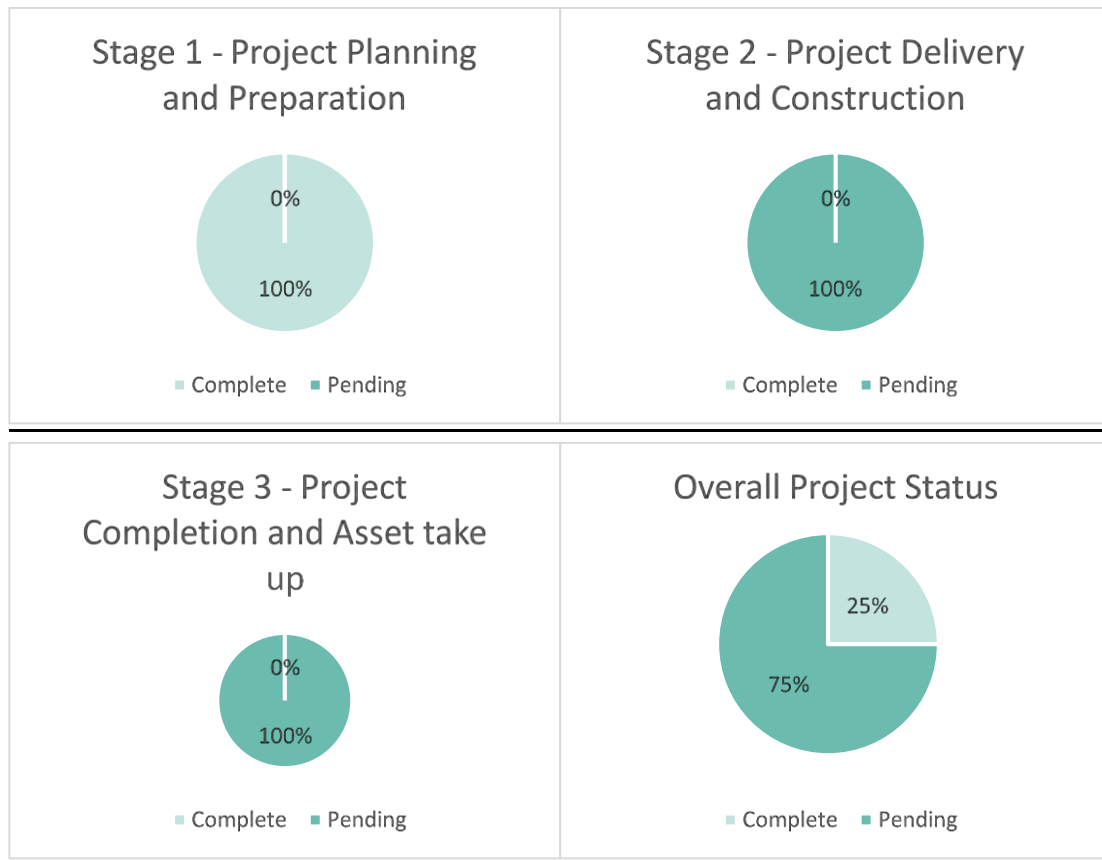 Stage 1 - Project Planning
and Preparation
0%
100%
Complete Pending
Stage 2 - Project Delivery
and Construction
0%
100%
Complete Pending
Stage 3 - Project
Completion and Asset take
up
0%
100%
Complete Pending
Overall Project Status
25%
75%
Complete Pending